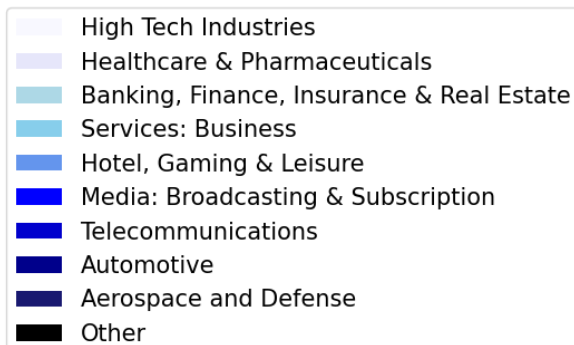 High Tech Industries
Healthcare & Pharmaceuticals
Banking, Finance, Insurance & Real Estate
Services: Business
Hotel, Gaming & Leisure
Media: Broadcasting & Subscription
Telecommunications
Automotive
Aerospace and Defense
Other